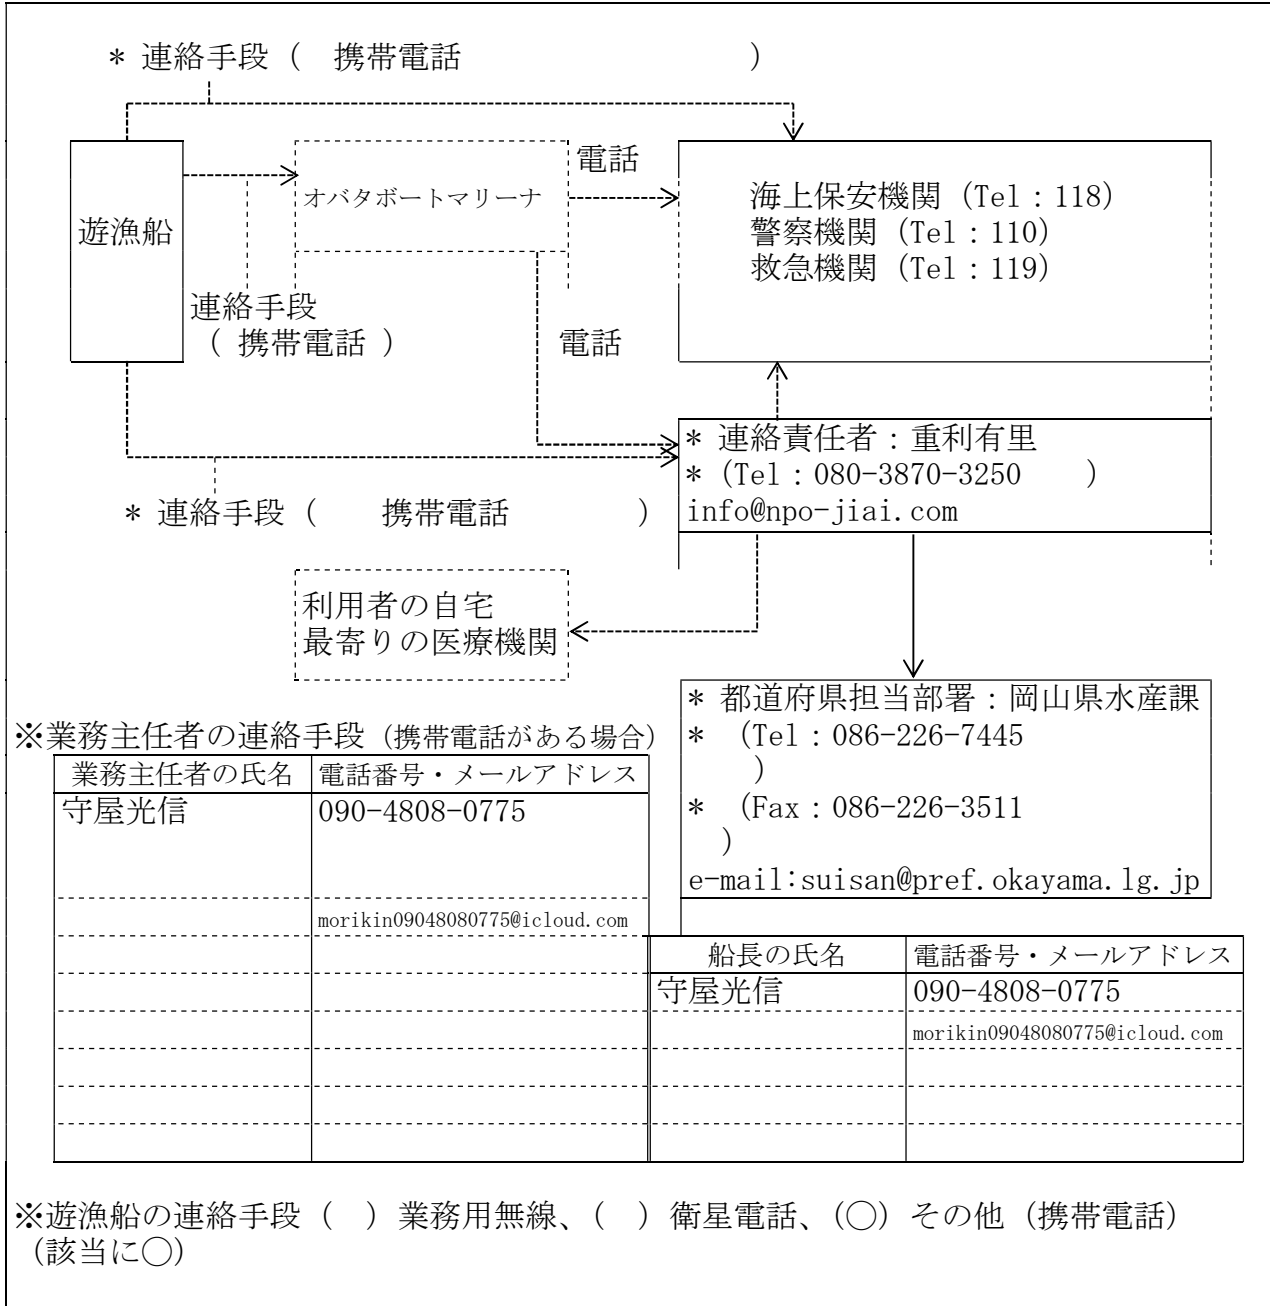 * 連絡手段（　携帯電話　　　　　　　　　）
電話
オバタボートマリーナ
遊漁船
海上保安機関（Tel：118）
警察機関（Tel：110）
救急機関（Tel：119）
連絡手段
（ 携帯電話 ）
電話
* 連絡責任者：重利有里
*（Tel：080-3870-3250　　）
info@npo-jiai.com
* 連絡手段（　　携帯電話　　　　）
利用者の自宅
最寄りの医療機関
* 都道府県担当部署：岡山県水産課
*　（Tel：086-226-7445
）
*　（Fax：086-226-3511
）
e-mail:suisan@pref.okayama.lg.jp
※業務主任者の連絡手段（携帯電話がある場合）
業務主任者の氏名　電話番号・メールアドレス
守屋光信　090-4808-0775
morikin09048080775@icloud.com
船長の氏名　電話番号・メールアドレス
守屋光信　090-4808-0775
morikin09048080775@icloud.com
※遊漁船の連絡手段（　）業務用無線、（　）衛星電話、（○）その他（携帯電話）
（該当に○）